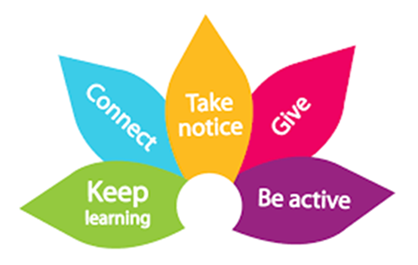 Connect
Take
notice
Give
Keep
learning
Be active